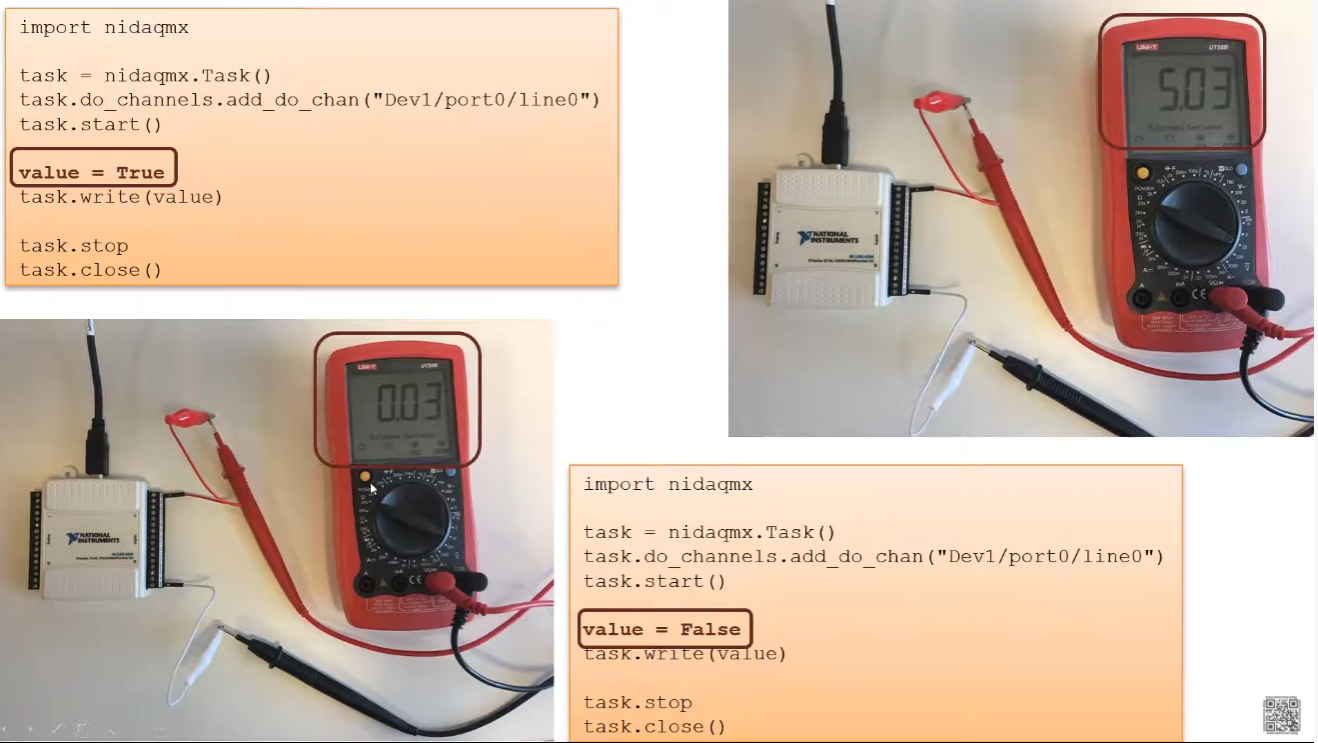 import nidaqmx
task = nidaqmx.Task()
task.do_channels.add_do_chan("Dev1/port0/line0")
task.start()
value = True
task.write(value)
task.stop
task.close()
UNI-T
5.03
NATIONAL
INSTRUMENTS
UNI-T
0.03
NATIONAL
INSTRUMENTS
import nidaqmx
task = nidaqmx.Task()
task.do_channels.add_do_chan("Dev1/port0/line0")
task.start()
value = False
task.write(value)
task.stop
task.close()